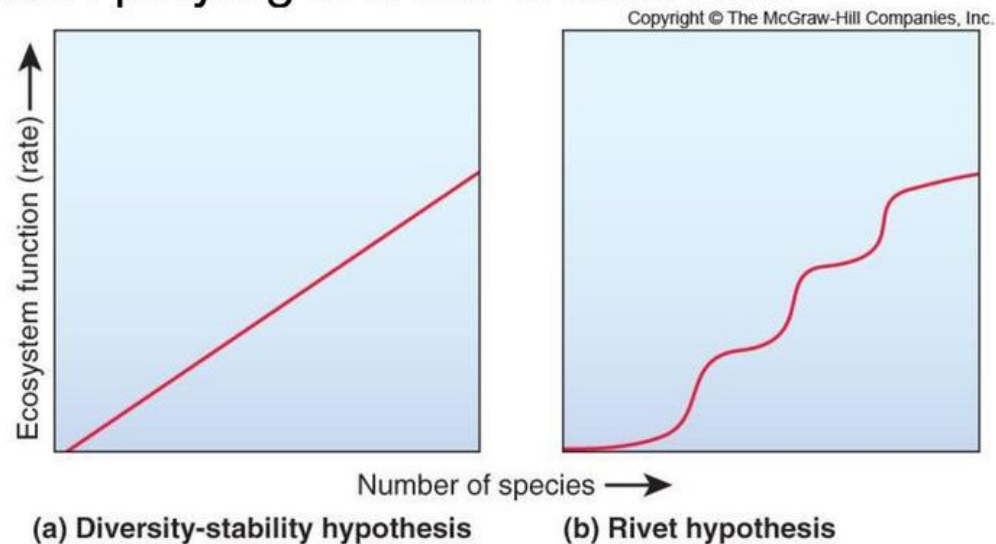 Copyright © The McGraw-Hill Companies, Inc.
Ecosystem function (rate)
Number of species
(a) Diversity-stability hypothesis
(b) Rivet hypothesis